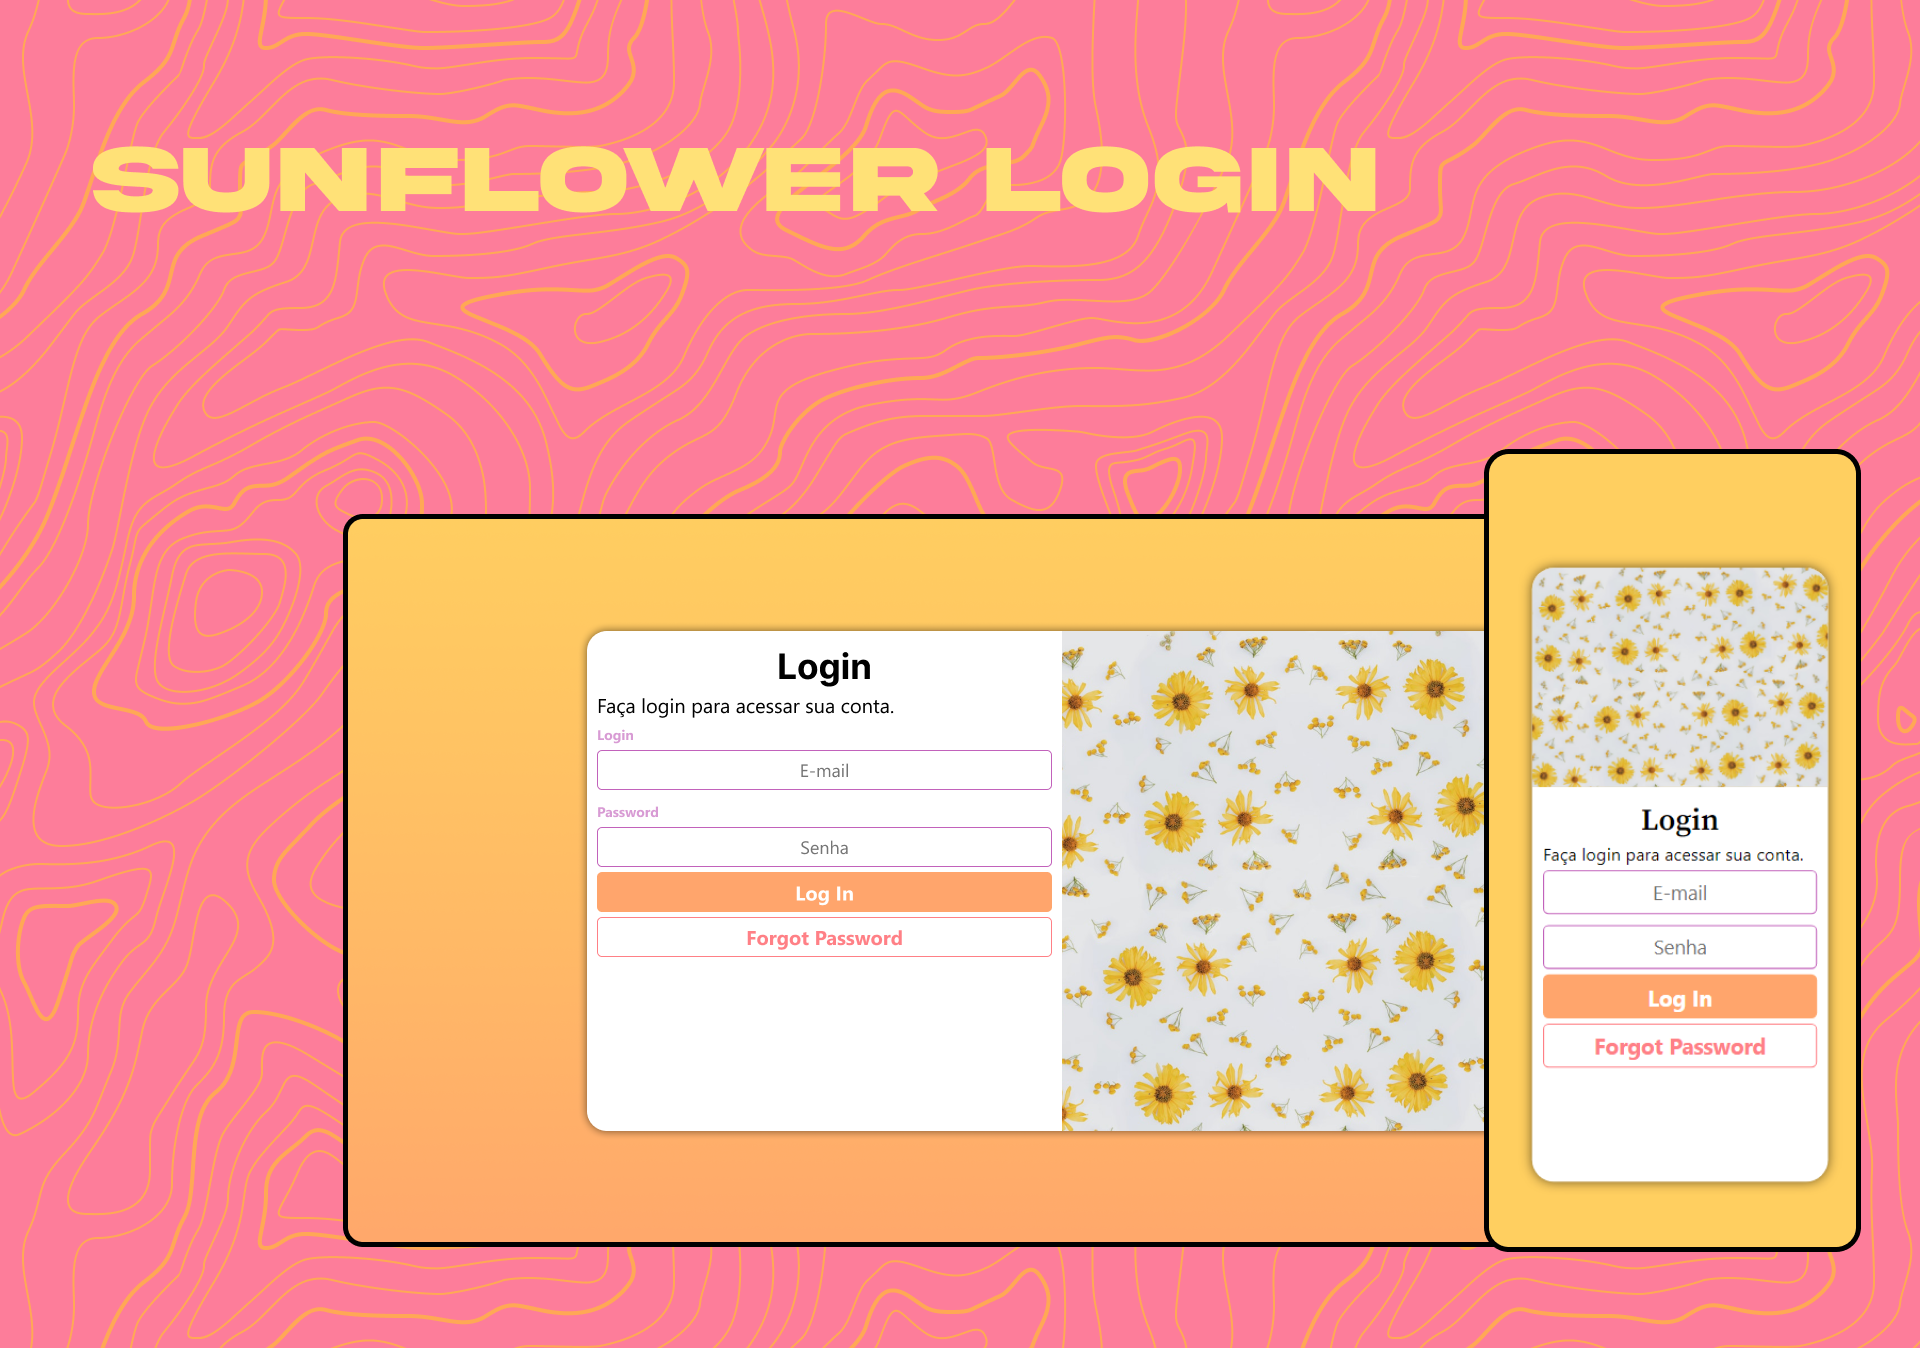 SUNFLOWER LOGIN
Login
Faça login para acessar sua conta.
Login
E-mail
Password
Senha
Log In
Forgot Password
Login
Faça login para acessar sua conta.
E-mail
Senha
Log In
Forgot Password